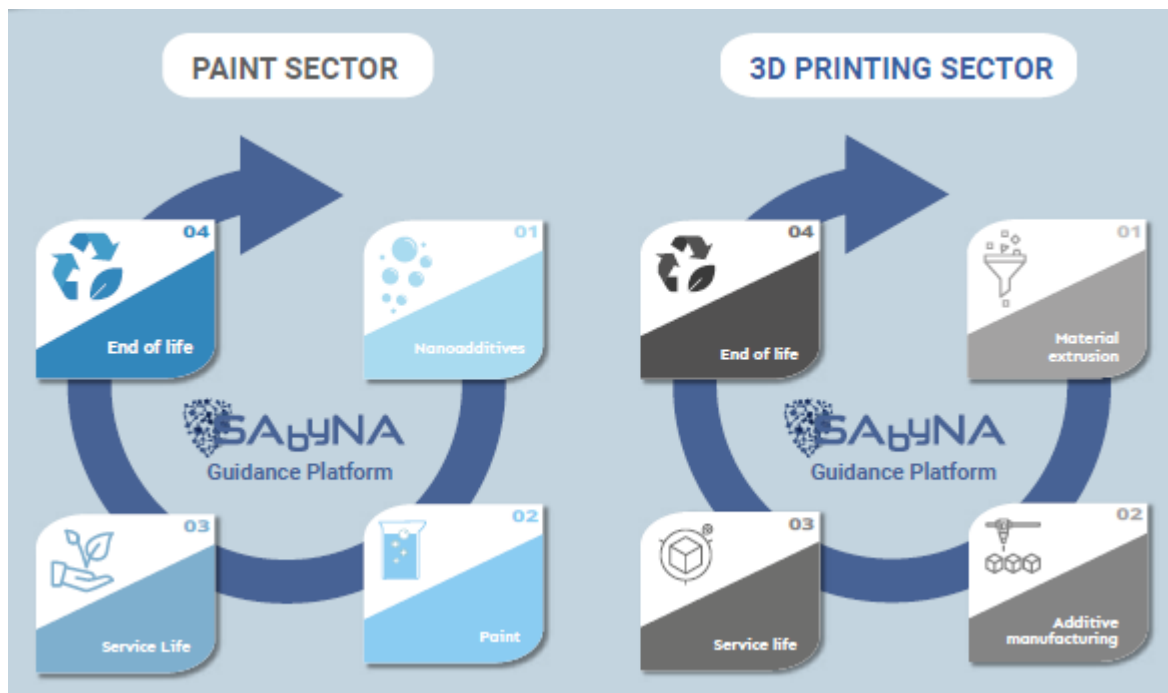 PAINT SECTOR
04
End of life
01
Nanoadditives
SAbyNA
Guidance Platform
03
Service Life
02
Paint
3D PRINTING SECTOR
04
End of life
01
Material
extrusion
SAbyNA
Guidance Platform
03
Service life
02
Additive
manufacturing